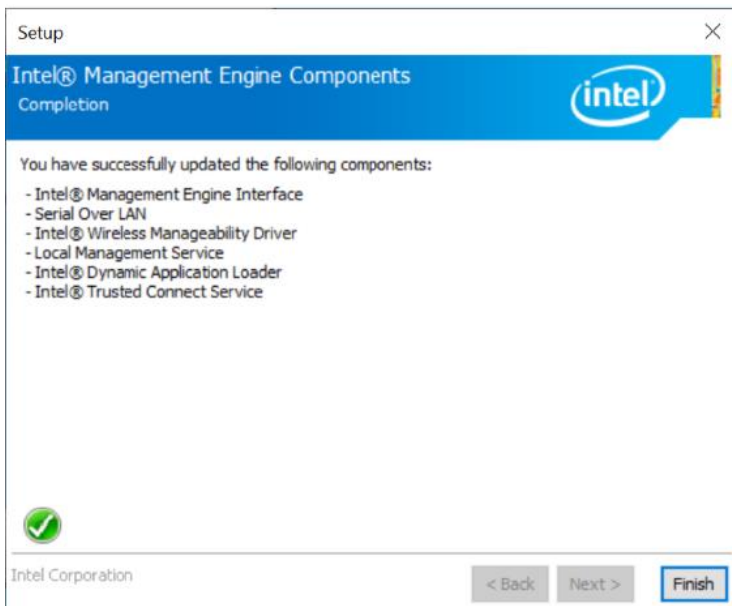 Setup
Intel® Management Engine Components
Completion
intel
You have successfully updated the following components:
- Intel® Management Engine Interface
- Serial Over LAN
- Intel® Wireless Manageability Driver
- Local Management Service
- Intel® Dynamic Application Loader
- Intel® Trusted Connect Service
Intel Corporation
< Back Next > Finish